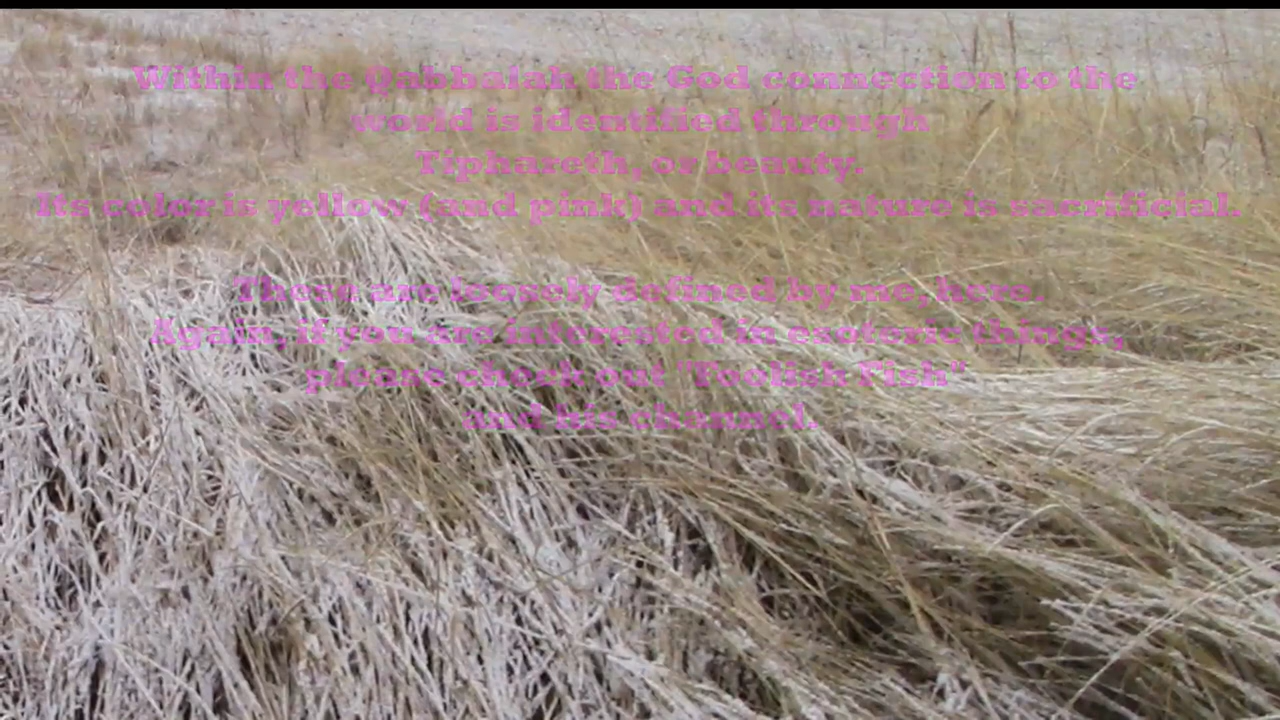 Within the Qabbalah the God connection to the
world is identified through
Tiphareth, or beauty.
Its color is yellow (and pink) and its nature is sacrificial.
These are loosely defined by me, here.
Again, if you are interested in esoteric things,
please check out "Foolish Fish"
and his channel.